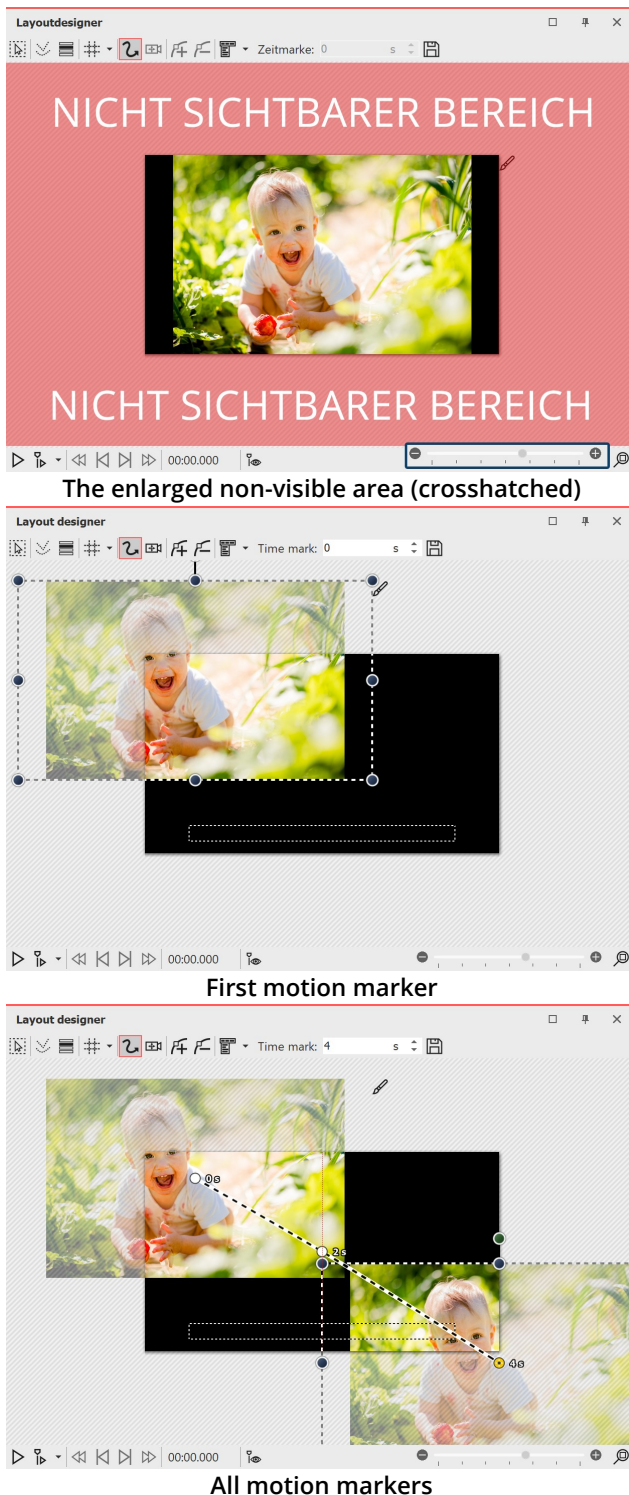 Layoutdesigner
Zeitmarke: 0 s
NICHT SICHTBARER BEREICH
NICHT SICHTBARER BEREICH
00:00.000
The enlarged non-visible area (crosshatched)
Layout designer
Time mark: 0 s
00:00.000
First motion marker
Layout designer
Time mark: 4 s
0s
2s
4s
00:00.000
All motion markers